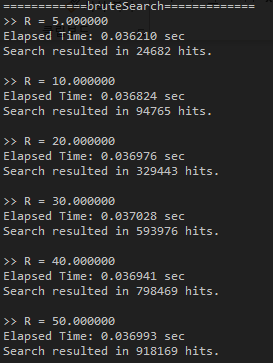 =============bruteSearch==============
>> R = 5.000000
Elapsed Time: 0.036210 sec
Search resulted in 24682 hits.
>> R = 10.000000
Elapsed Time: 0.036824 sec
Search resulted in 94765 hits.
>> R = 20.000000
Elapsed Time: 0.036976 sec
Search resulted in 329443 hits.
>> R = 30.000000
Elapsed Time: 0.037028 sec
Search resulted in 593976 hits.
>> R = 40.000000
Elapsed Time: 0.036941 sec
Search resulted in 798469 hits.
>> R = 50.000000
Elapsed Time: 0.036993 sec
Search resulted in 918169 hits.